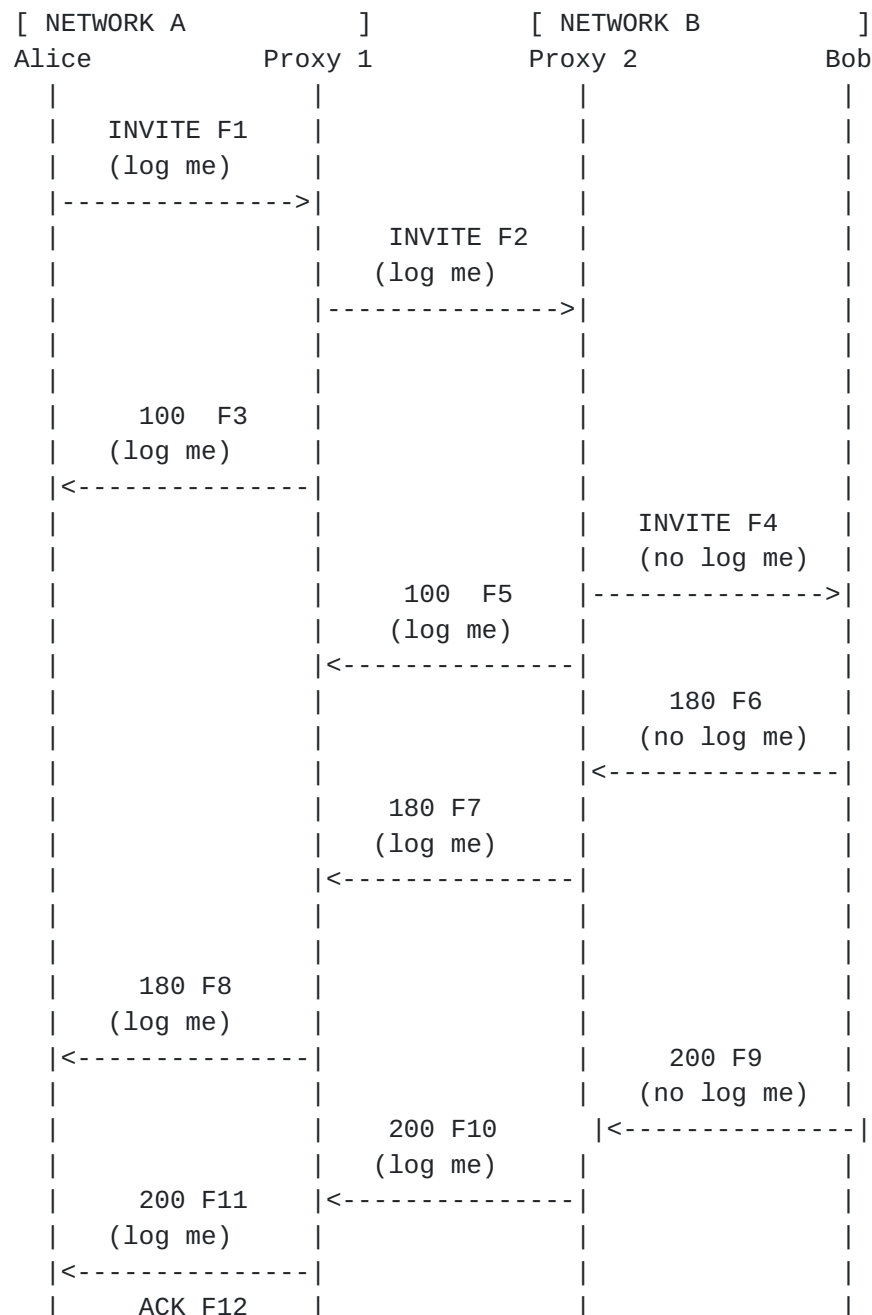 [ NETWORK A           ]          [ NETWORK B          ]
Alice           Proxy 1          Proxy 2            Bob
INVITE F1
(log me)
INVITE F2
(log me)
100  F3
(log me)
INVITE F4
(no log me)
100  F5
(log me)
180 F6
(no log me)
180 F7
(log me)
180 F8
(log me)
200 F9
(no log me)
200 F10
(log me)
200 F11
(log me)
ACK F12